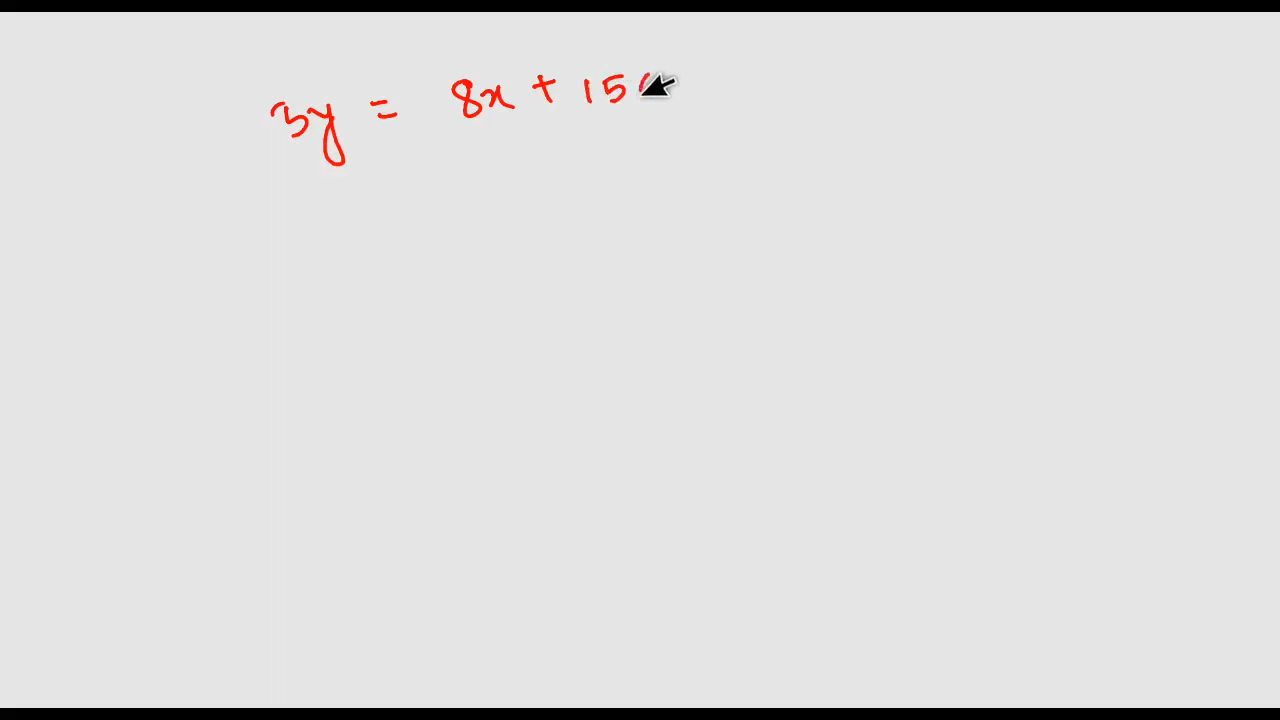 3y = 8x + 15